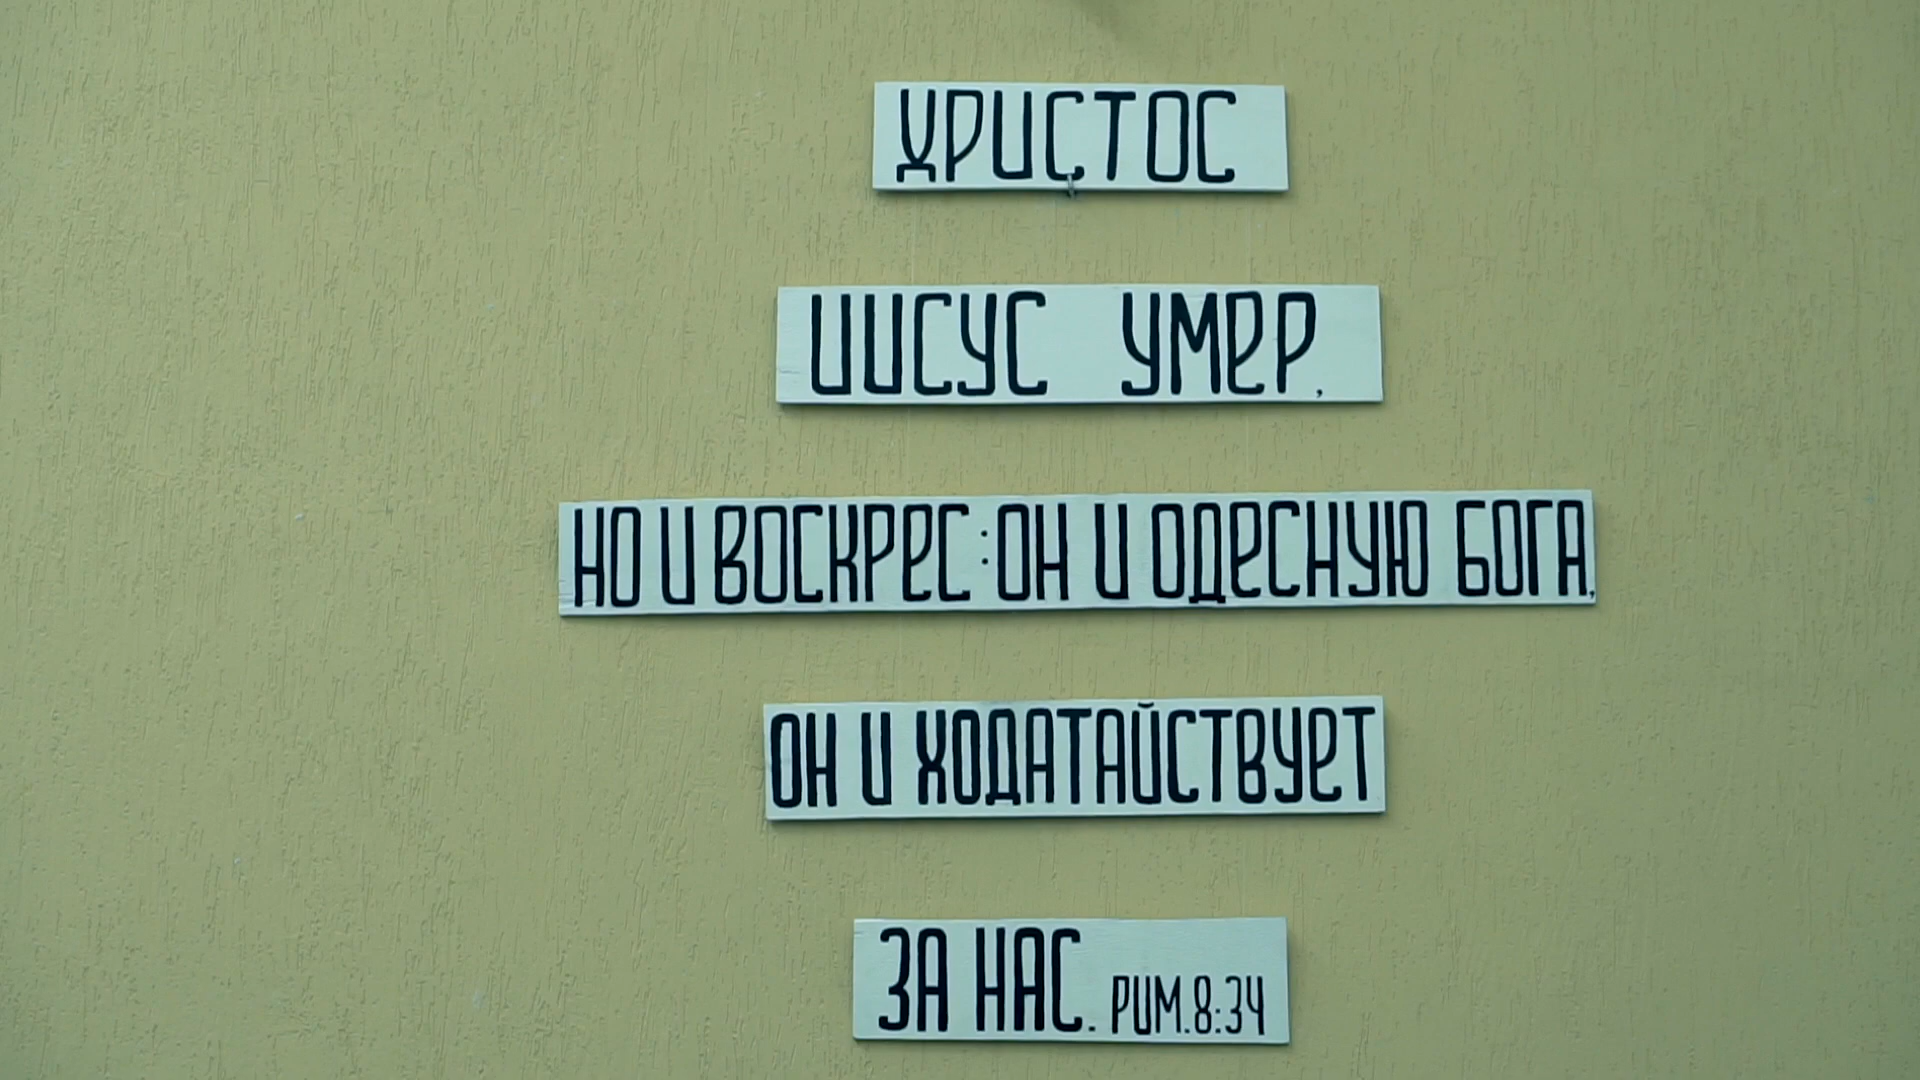 ХРИСТОС
ИИСУС УМЕР,
НО И ВОСКРЕС: ОН И ОДЕСНУЮ БОГА,
ОН И ХОДАТАЙСТВУЕТ
ЗА НАС. РИМ.8:34